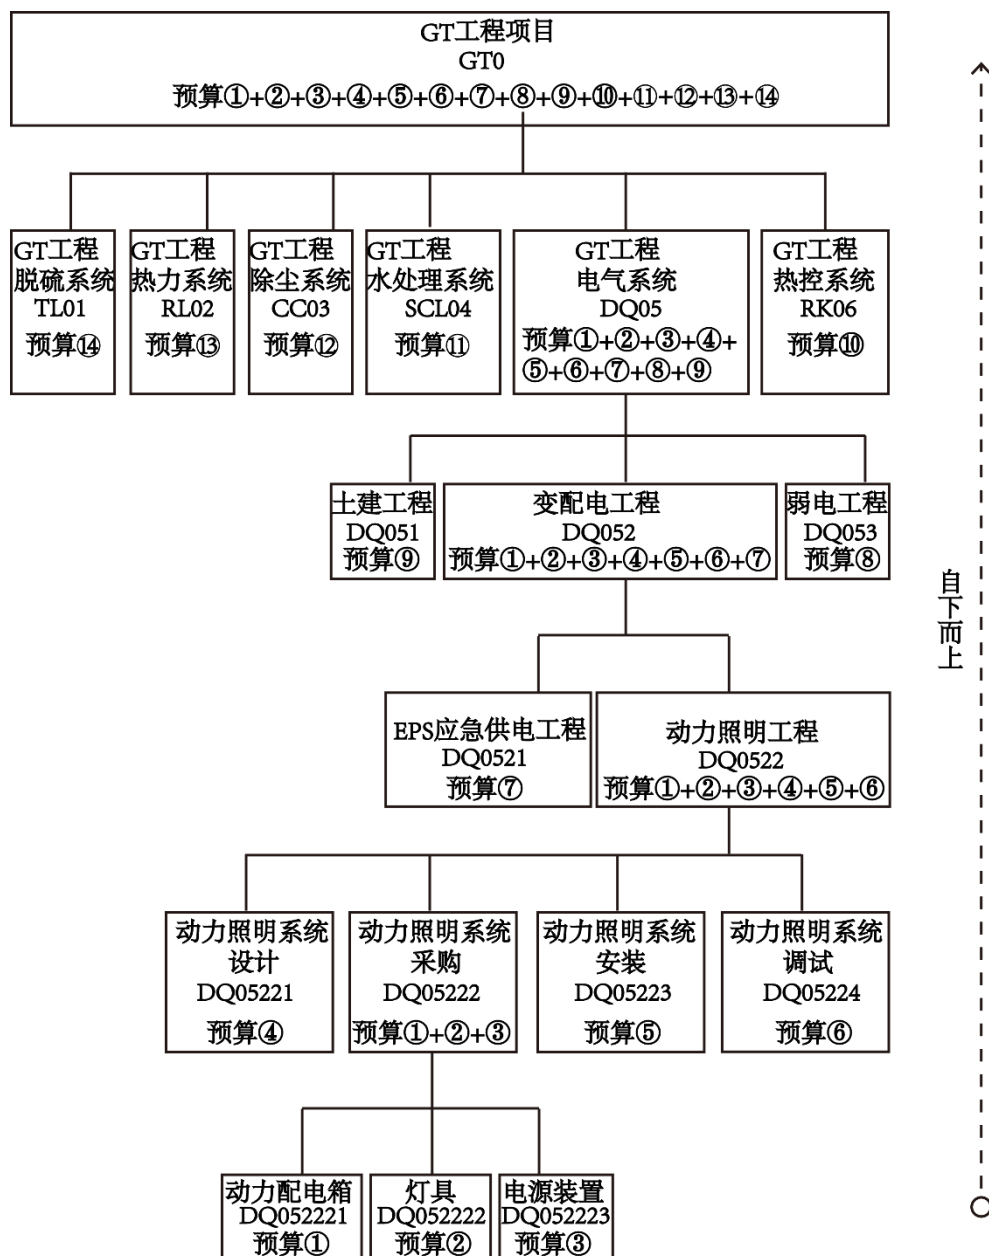 GT工程项目
GT0
预算①+②+③+④+⑤+⑥+⑦+⑧+⑨+⑩+⑪+⑫+⑬+⑭
GT工程
脱硫系统
TL01
预算⑭
GT工程
热力系统
RL02
预算⑬
GT工程
除尘系统
CC03
预算⑫
GT工程
水处理系统
SCL04
预算⑪
GT工程
电气系统
DQ05
预算①+②+③+④+
⑤+⑥+⑦+⑧+⑨
GT工程
热控系统
RK06
预算⑩
土建工程
DQ051
预算⑨
变配电工程
DQ052
预算①+②+③+④+⑤+⑥+⑦
弱电工程
DQ053
预算⑧
自下而上
EPS应急供电工程
DQ0521
预算⑦
动力照明工程
DQ0522
预算①+②+③+④+⑤+⑥
动力照明系统
设计
DQ05221
预算④
动力照明系统
采购
DQ05222
预算①+②+③
动力照明系统
安装
DQ05223
预算⑤
动力照明系统
调试
DQ05224
预算⑥
动力配电箱
DQ052221
预算①
灯具
DQ052222
预算②
电源装置
DQ052223
预算③